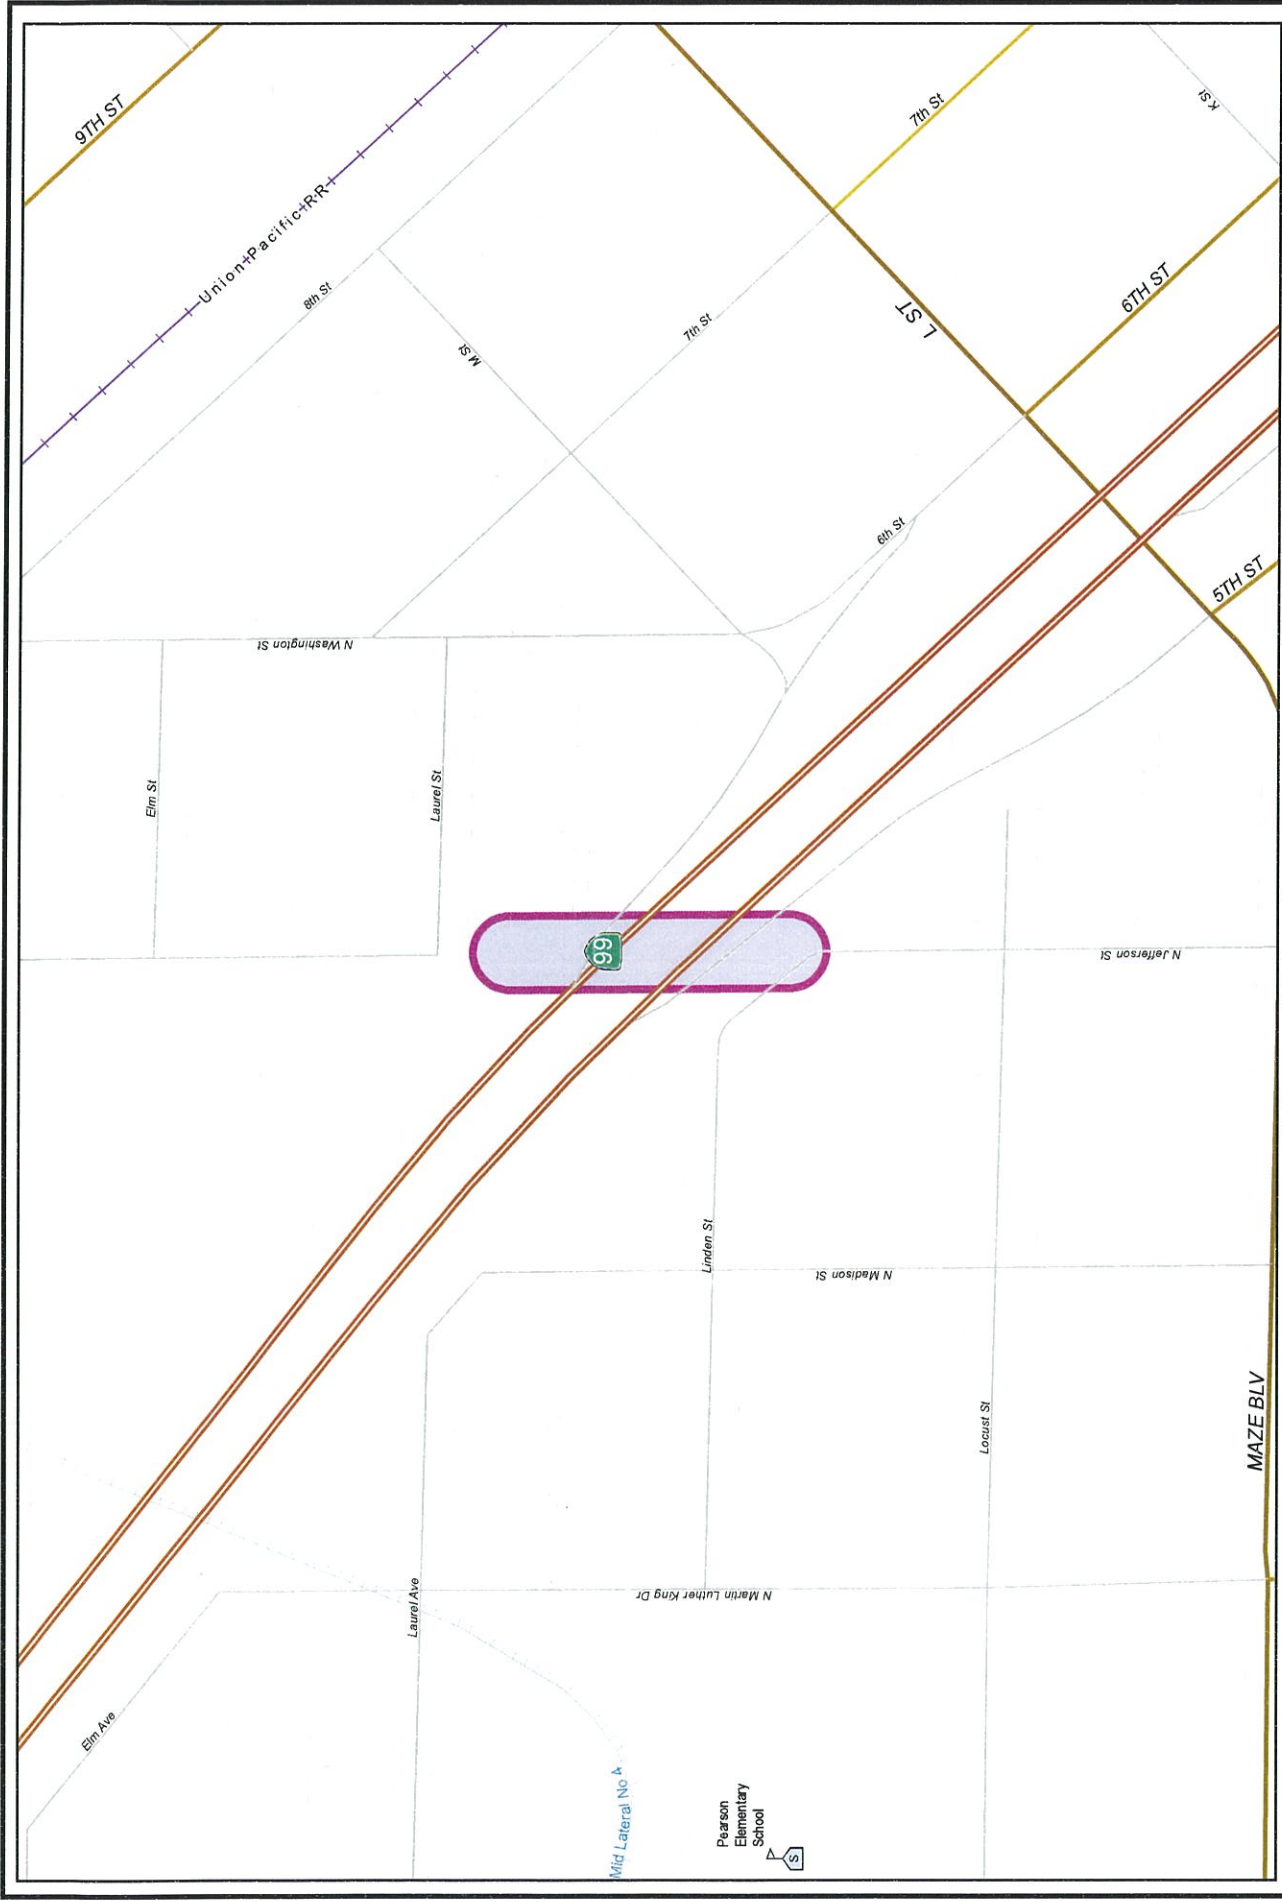 9TH ST
Union Pacific RR
8th St
M St
7th St
7th St
K St
L ST
6TH ST
6th St
5TH ST
N Washington St
Elm St
Laurel St
99
N Jefferson St
Linden St
N Madison St
Locust St
MAZE BLV
Laurel Ave
N Martin Luther King Dr
Elm Ave
Mid Lateral No 4
Pearson
Elementary
School
S